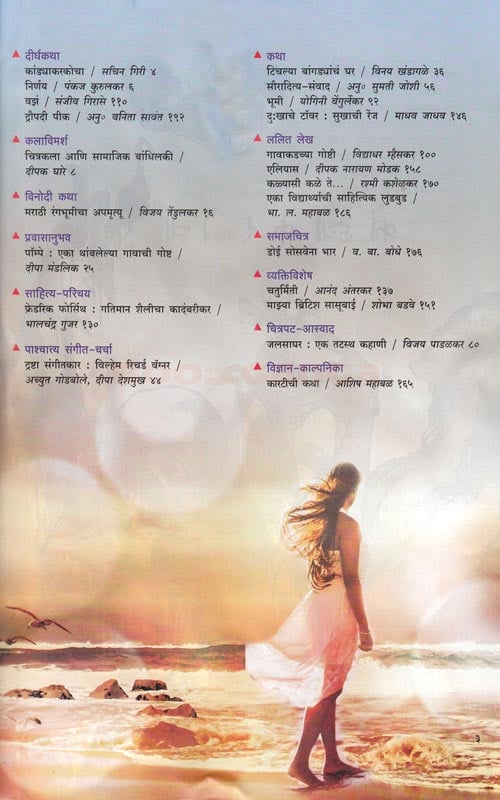 ▲ दीर्घकथा
कांड्याकरकोचा / सचिन गिरी ४
निर्णय / पंकज कुरुलकर ६
वझं / संजीव गिरासे ११०
द्रौपदी पीक / अनु॰ वनिता सावंत १९२
▲ कलाविमर्श
चित्रकला आणि सामाजिक बांधिलकी /
दीपक घारे ८
▲ विनोदी कथा
मराठी रंगभूमीचा अपमृत्यू / विजय तेंडुलकर १६
▲ प्रवासानुभव
पॉम्पे : एका थांबलेल्या गावाची गोष्ट /
दीपा मंडलिक २५
▲ साहित्य-परिचय
फ्रेडरिक फोर्सिथ : गतिमान शैलीचा कादंबरीकार /
भालचंद्र गुजर १३०
▲ पाश्चात्त्य संगीत-चर्चा
द्रष्टा संगीतकार : विल्हेम रिचर्ड वॅग्नर /
अच्युत गोडबोले, दीपा देशमुख ४४
▲ कथा
टिचल्या बांगड्यांचं घर / विनय खंडागळे ३६
सौरादित्य-संवाद / अनु॰ सुमती जोशी ५६
भूमी / योगिनी वेंगुर्लेकर ९२
दु:खाचे टॉवर : सुखाची रेंज / माधव जाधव १४६
▲ ललित लेख
गावाकडच्या गोष्टी / विद्याधर म्हैसकर १००
एलियास / दीपक नारायण मोडक १५८
कळ्यासी कळे ते... / रश्मी कशेळकर १७०
एका विद्यार्थ्याची साहित्यिक लुडबुड /
भा. ल. महाबळ १८६
▲ समाजचित्र
डोई सोसवेना भार / व. बा. बोधे १७६
▲ व्यक्तिविशेष
चतुर्मिती / आनंद अंतरकर १३७
माझ्या ब्रिटिश सासूबाई / शोभा बडवे १५१
▲ चित्रपट-आस्वाद
जलसाघर : एक तटस्थ कहाणी / विजय पाडळकर ८०
▲ विज्ञान-काल्पनिका
कारटीची कथा / आशिष महाबळ १६५
३